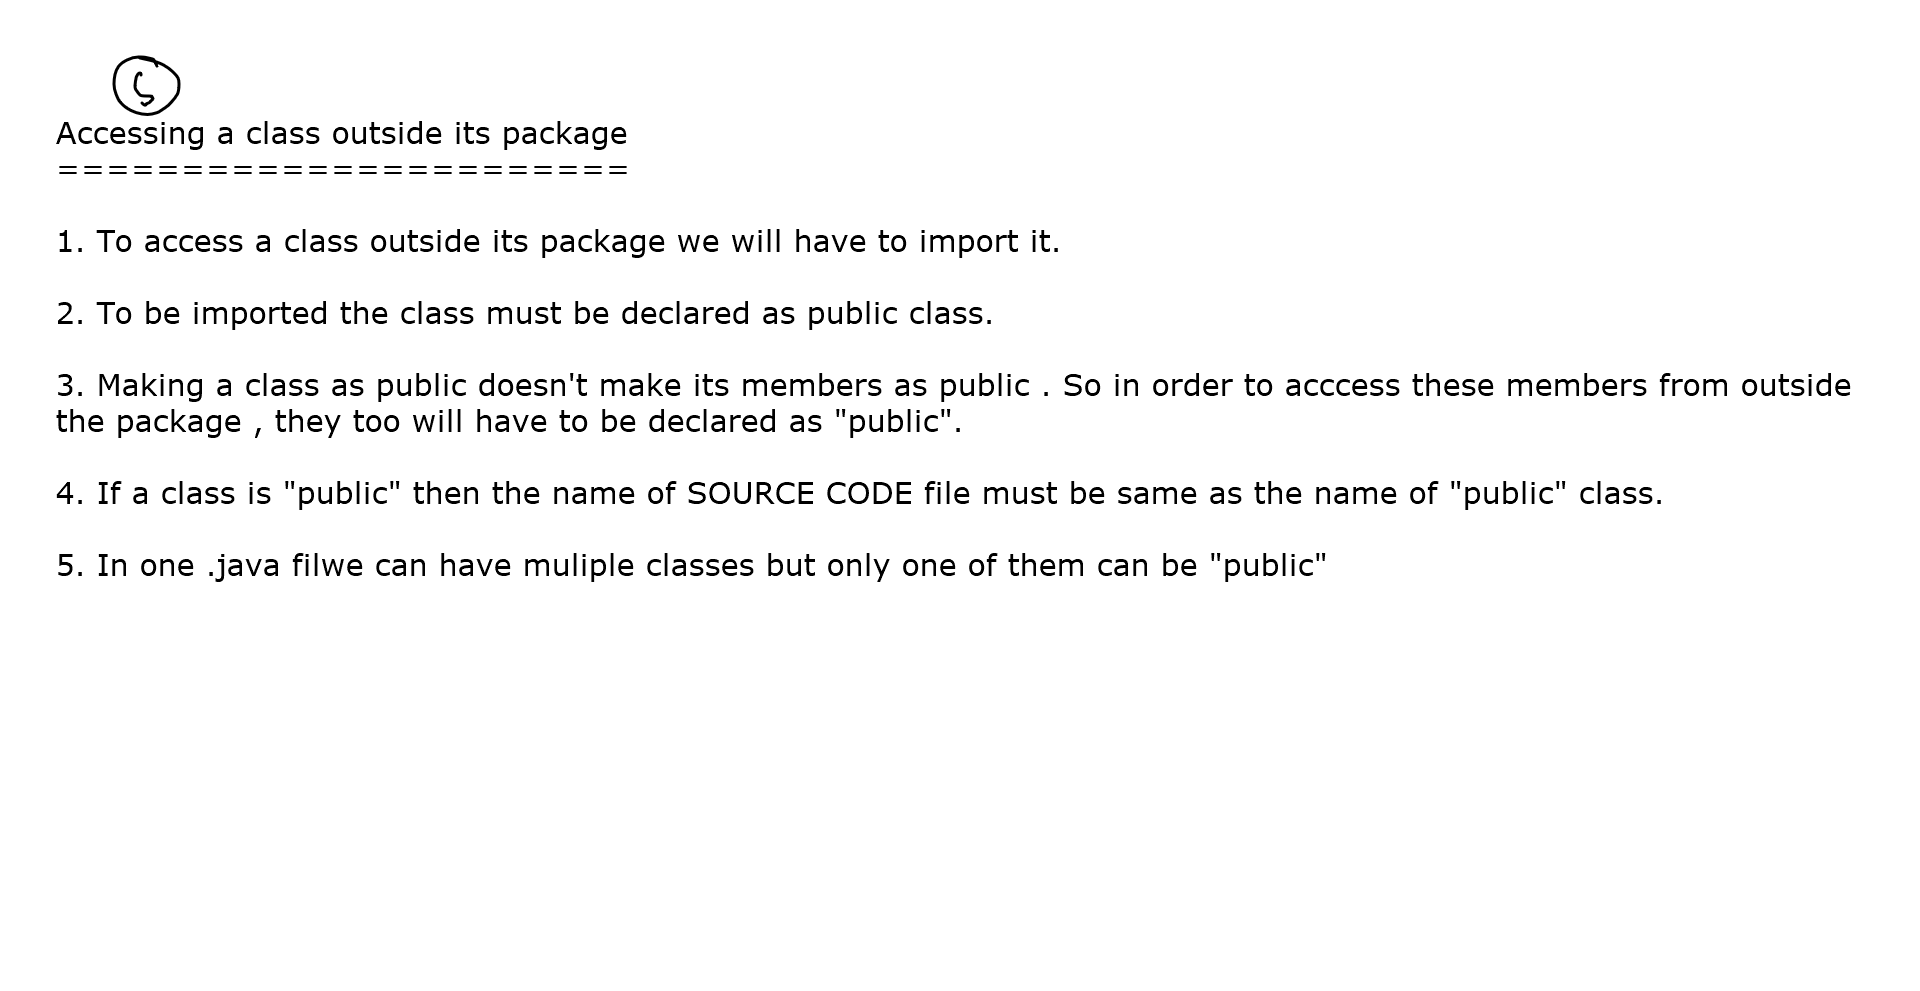 Accessing a class outside its package
=======================
1. To access a class outside its package we will have to import it.
2. To be imported the class must be declared as public class.
3. Making a class as public doesn't make its members as public . So in order to acccess these members from outside
the package , they too will have to be declared as "public".
4. If a class is "public" then the name of SOURCE CODE file must be same as the name of "public" class.
5. In one .java filwe can have muliple classes but only one of them can be "public"